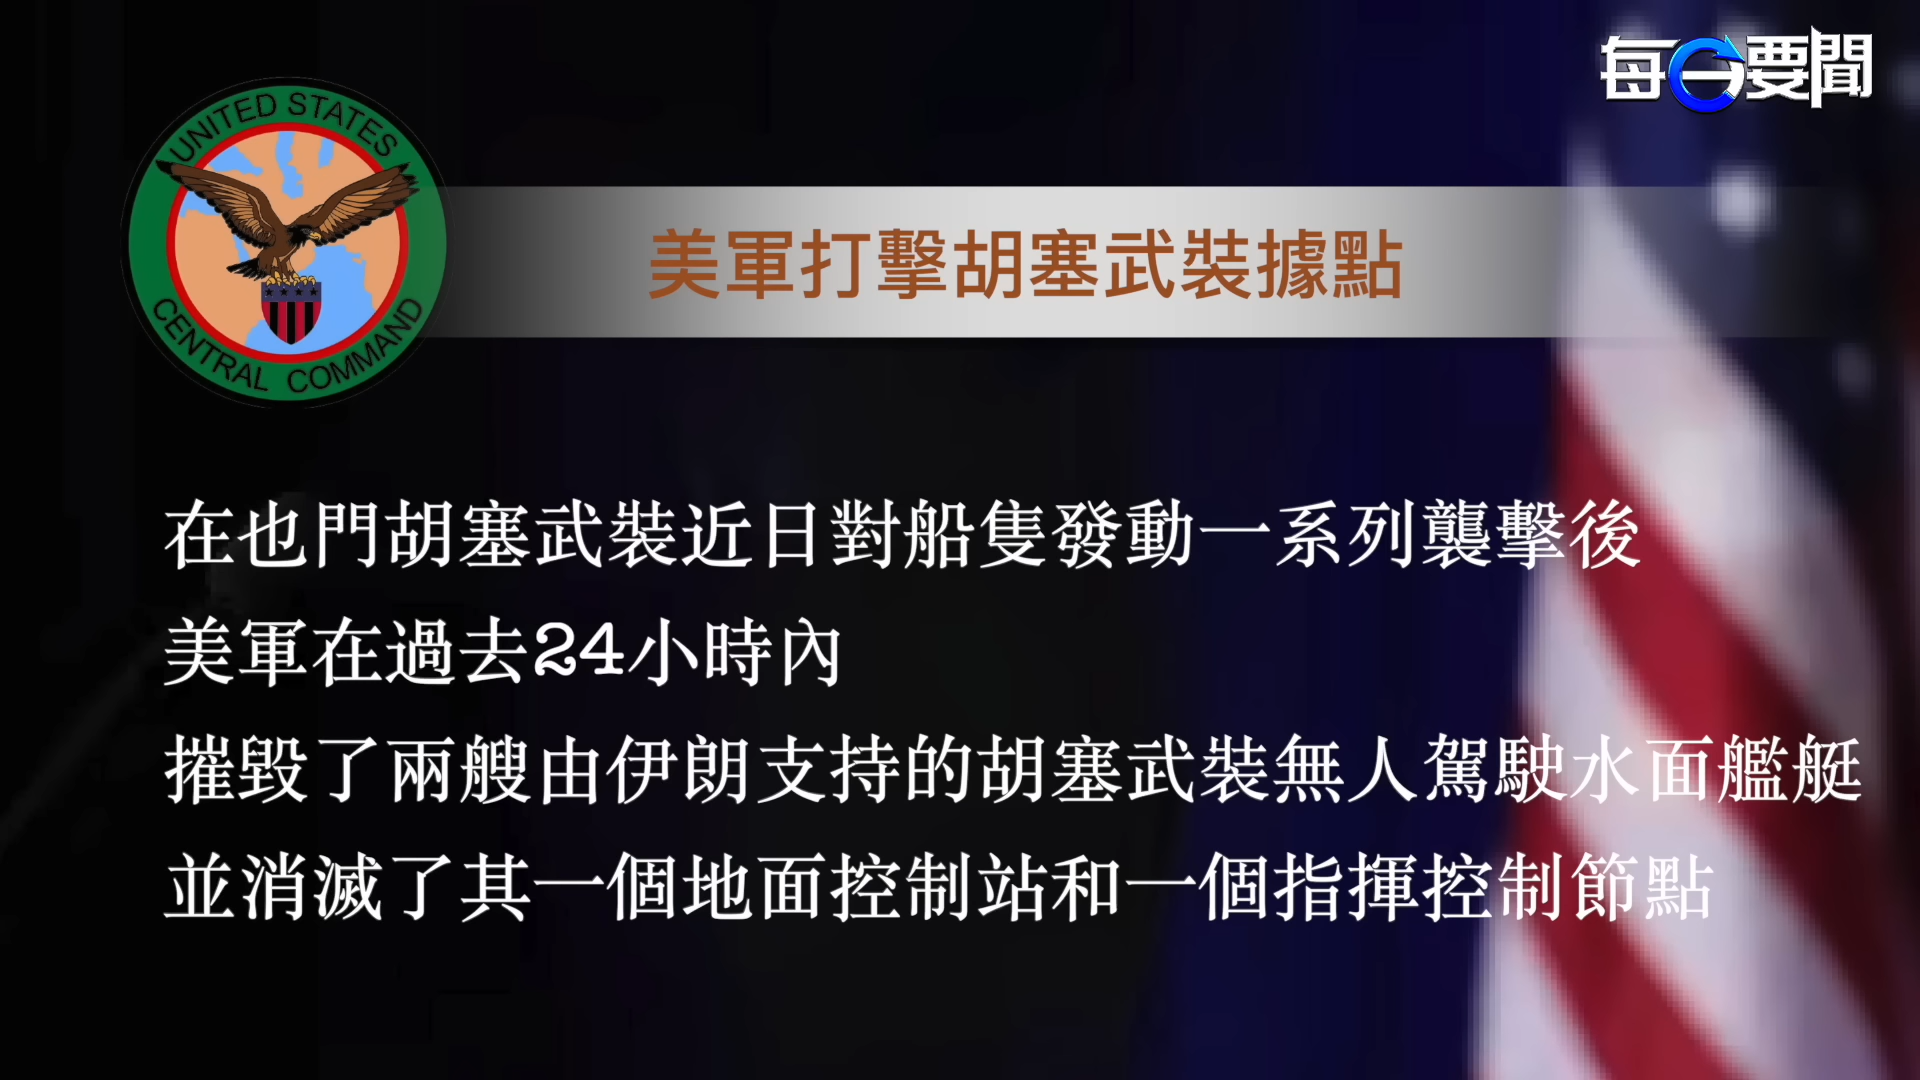 每日要聞
UNITED STATES
CENTRAL COMMAND
美軍打擊胡塞武裝據點
在也門胡塞武裝近日對船隻發動一系列襲擊後
美軍在過去24小時內
摧毀了兩艘由伊朗支持的胡塞武裝無人駕駛水面艦艇
並消滅了其一個地面控制站和一個指揮控制節點